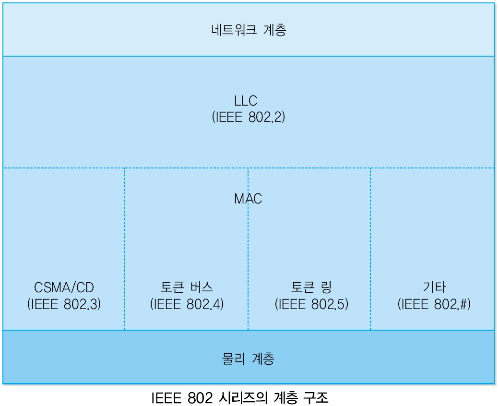 네트워크 계층
LLC
(IEEE 802.2)
MAC
CSMA/CD
(IEEE 802.3)
토큰 버스
(IEEE 802.4)
토큰 링
(IEEE 802.5)
기타
(IEEE 802.#)
물리 계층
IEEE 802 시리즈의 계층 구조